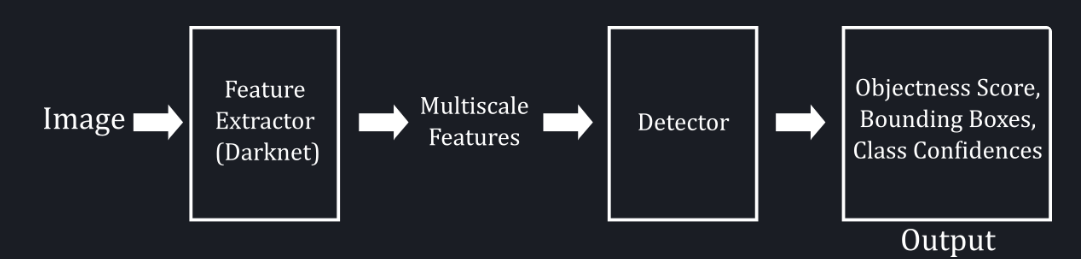 Image
Feature
Extractor
(Darknet)
Multiscale
Features
Detector
Objectness Score,
Bounding Boxes,
Class Confidences
Output